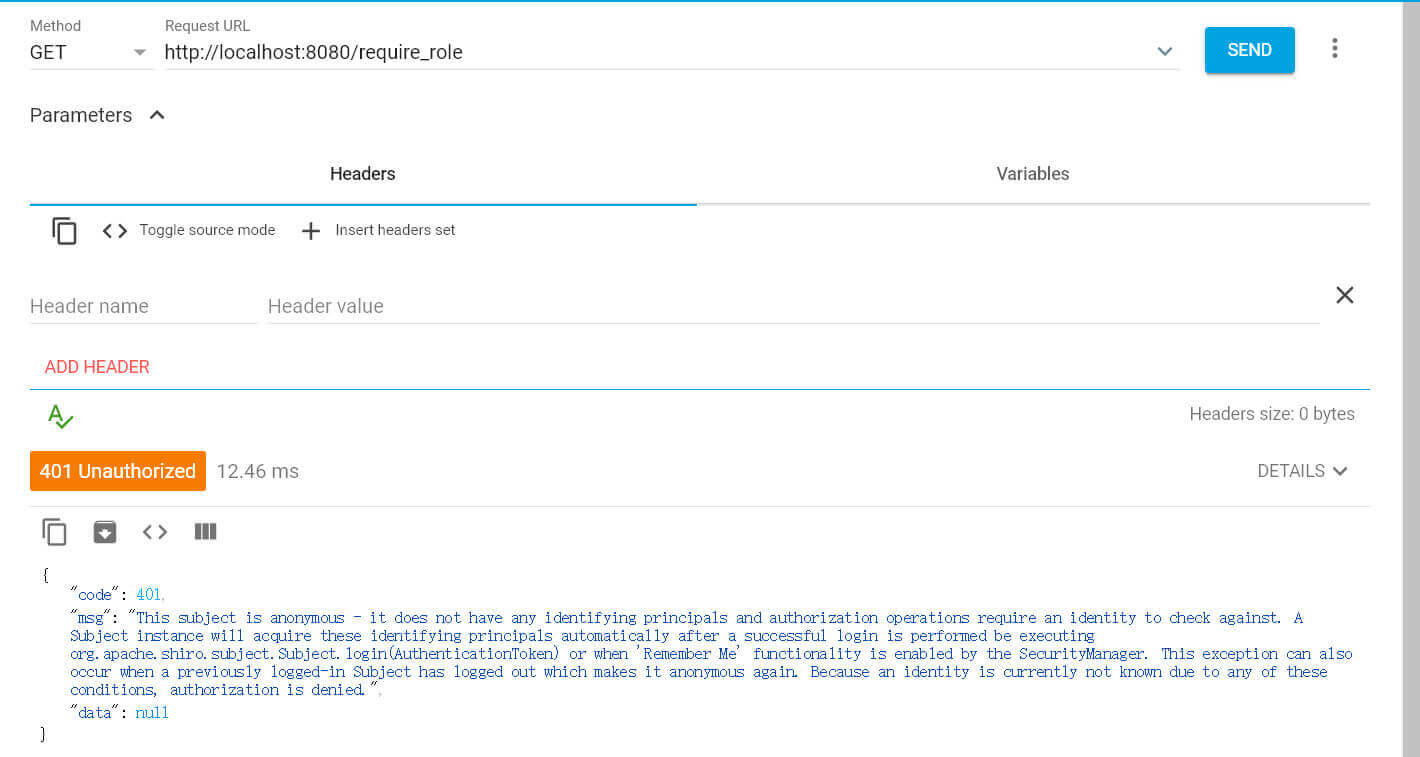 Method
Request URL
GET
http://localhost:8080/require_role
SEND
Parameters
Headers
Variables
Toggle source mode
Insert headers set
Header name
Header value
ADD HEADER
Headers size: 0 bytes
401 Unauthorized
12.46 ms
DETAILS
{
"code": 401,
"msg": "This subject is anonymous - it does not have any identifying principals and authorization operations require an identity to check against. A
Subject instance will acquire these identifying principals automatically after a successful login is performed be executing
org.apache.shiro.subject.Subject.login(AuthenticationToken) or when 'Remember Me' functionality is enabled by the SecurityManager. This exception can also
occur when a previously logged-in Subject has logged out which makes it anonymous again. Because an identity is currently not known due to any of these
conditions, authorization is denied.",
"data": null
}